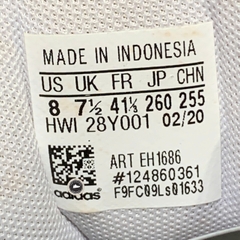 MADE IN INDONESIA
US UK FR JP CHN
8 7½ 41⅓ 260 255
HWI 28Y001 02/20
ART EH1686
#124860361
F9FC09Ls01633
adidas